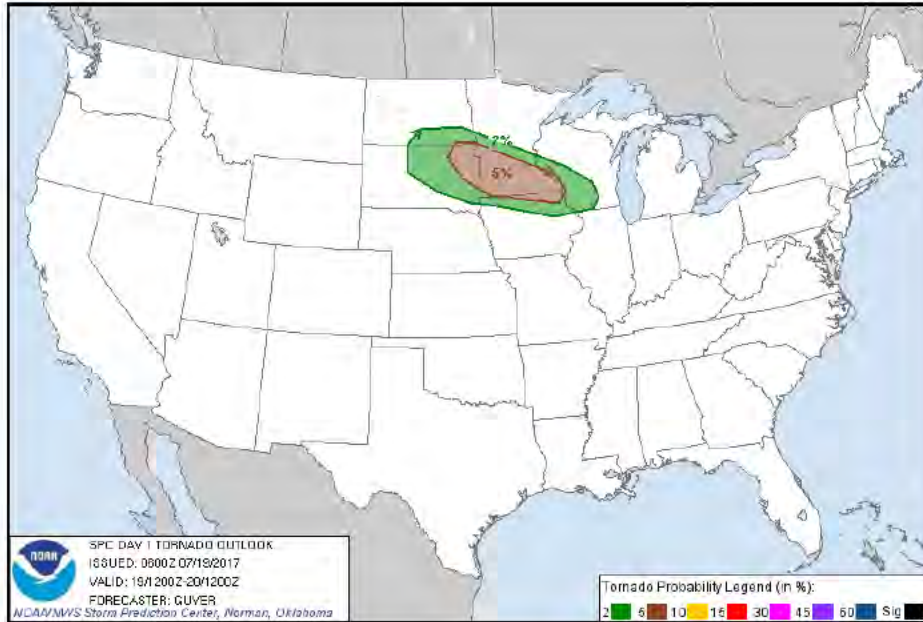 2%
5%
NOAA
SPC DAY 1 TORNADO OUTLOOK
ISSUED: 0600Z 07/19/2017
VALID: 19/1200Z-20/1200Z
FORECASTER: GUYER
NOAA/NWS Storm Prediction Center, Norman, Oklahoma
Tornado Probability Legend (in %):
2 5 10 15 30 45 60 Sig